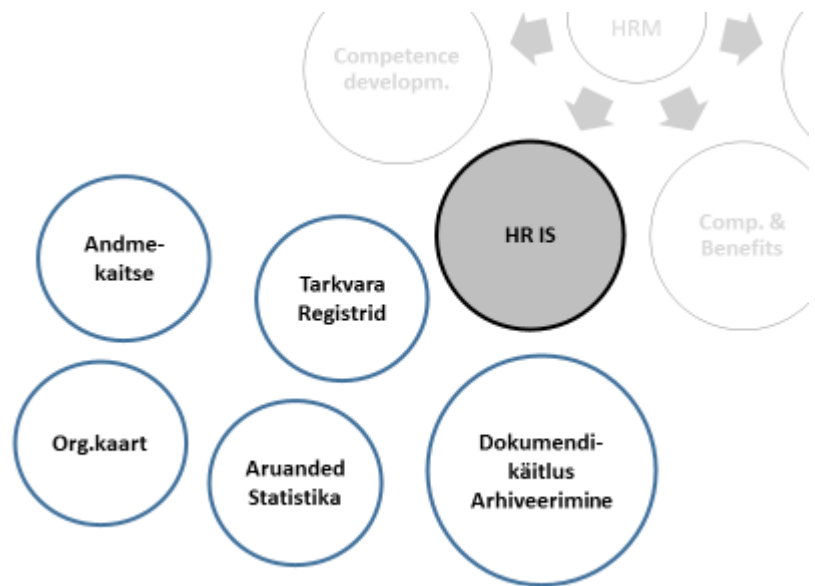 HRM
Competence
developm.
HR IS
Comp. &
Benefits
Andme-
kaitse
Tarkvara
Registrid
Org.kaart
Aruanded
Statistika
Dokumendi-
käitlus
Arhiveerimine